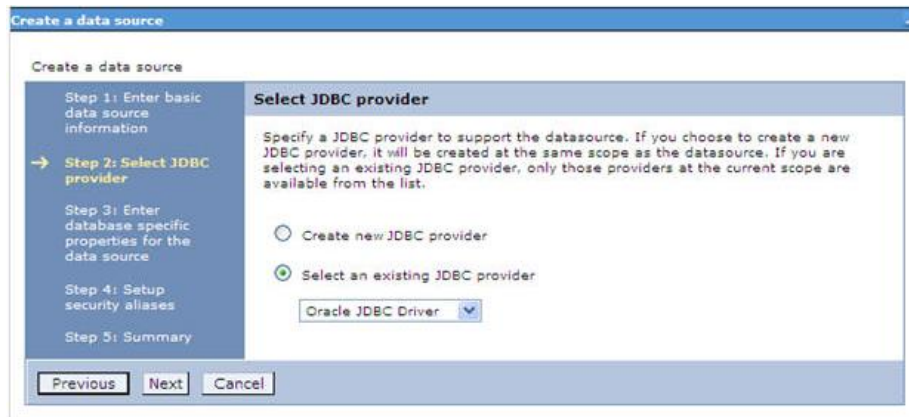 Create a data source
Create a data source
Step 1: Enter basic
data source
information
Step 2: Select JDBC
provider
Step 3: Enter
database specific
properties for the
data source
Step 4: Setup
security aliases
Step 5: Summary
Select JDBC provider
Specify a JDBC provider to support the datasource. If you choose to create a new
JDBC provider, it will be created at the same scope as the datasource. If you are
selecting an existing JDBC provider, only those providers at the current scope are
available from the list.
Create new JDBC provider
Select an existing JDBC provider
Oracle JDBC Driver
Previous Next Cancel